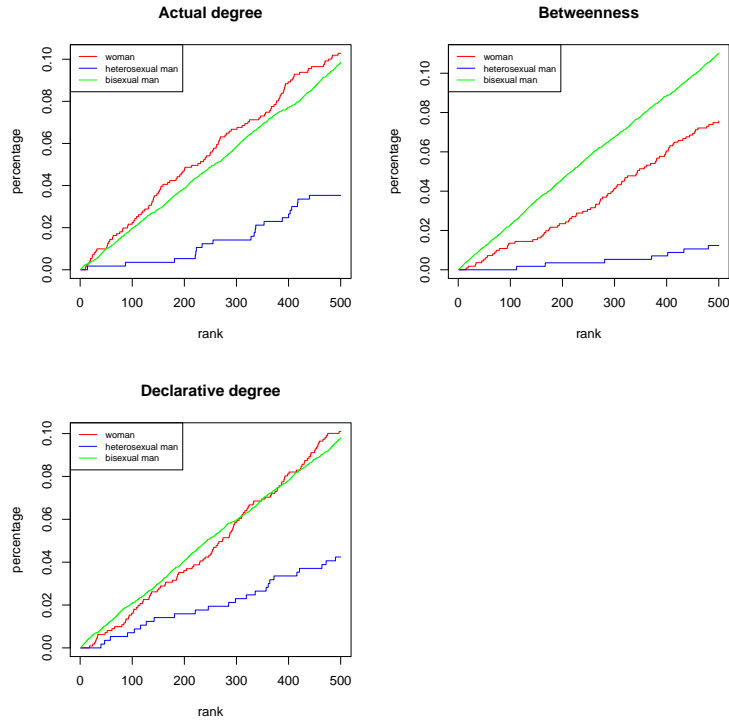 Actual degree
woman
heterosexual man
bisexual man
percentage
0.00 0.02 0.04 0.06 0.08 0.10
0 100 200 300 400 500
rank
Betweenness
woman
heterosexual man
bisexual man
percentage
0.00 0.02 0.04 0.06 0.08 0.10
0 100 200 300 400 500
rank
Declarative degree
woman
heterosexual man
bisexual man
percentage
0.00 0.02 0.04 0.06 0.08 0.10
0 100 200 300 400 500
rank